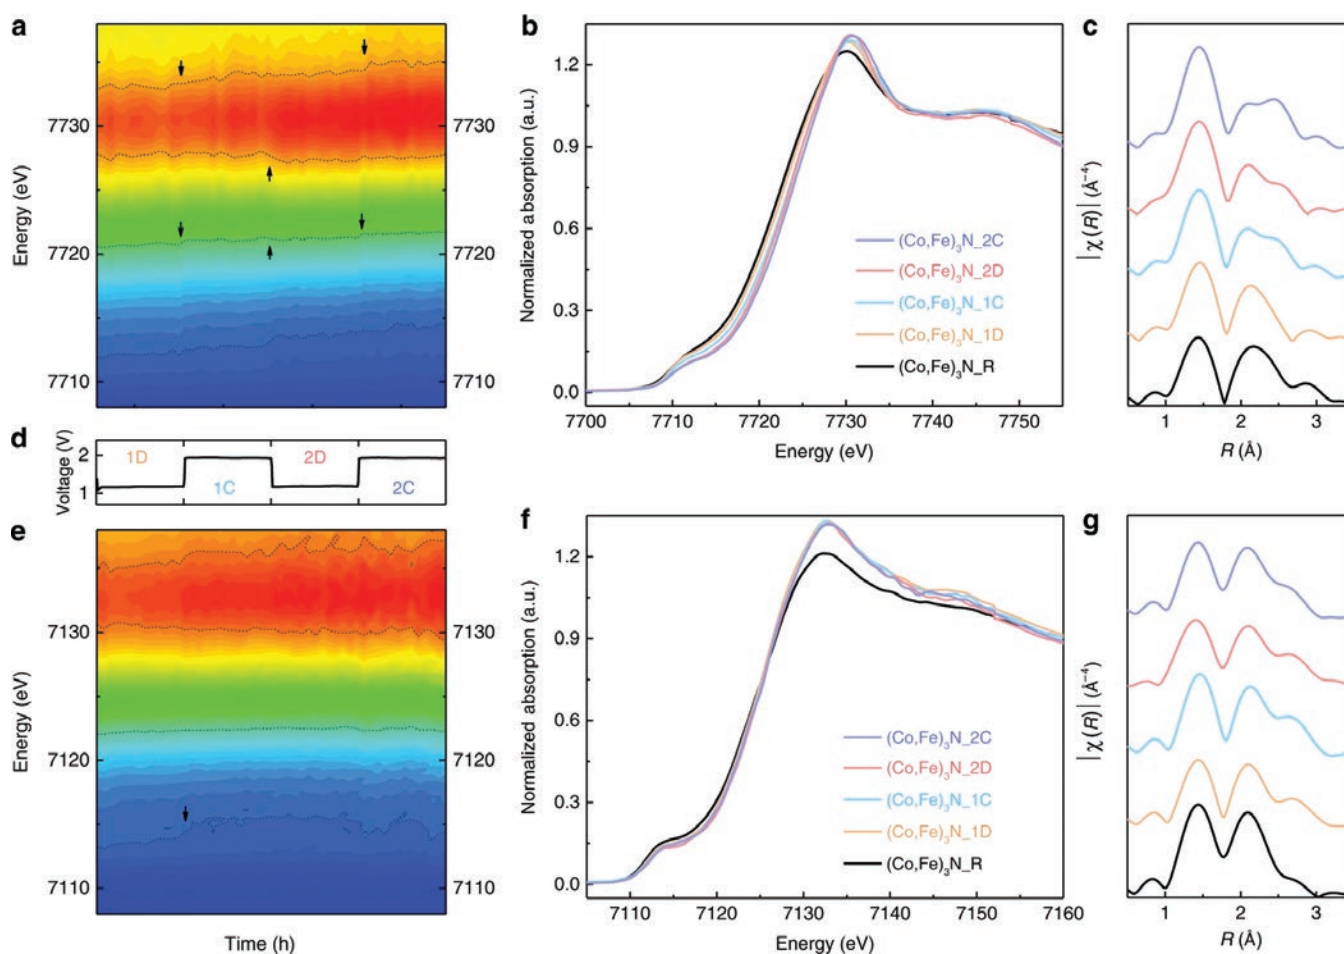 a
Energy (eV)
7730
7720
7710
7730
7720
7710
b
Normalized absorption (a.u.)
1.2
0.9
0.6
0.3
0.0
(Co,Fe)₃N_2C
(Co,Fe)₃N_2D
(Co,Fe)₃N_1C
(Co,Fe)₃N_1D
(Co,Fe)₃N_R
7700 7710 7720 7730 7740 7750
Energy (eV)
c
|χ(R)| (Å⁻⁴)
1 2 3
R (Å)
d
Voltage (V)
2
1
1D 2D
1C 2C
e
Energy (eV)
7130
7120
7110
7130
7120
7110
Time (h)
f
Normalized absorption (a.u.)
1.2
0.9
0.6
0.3
0.0
(Co,Fe)₃N_2C
(Co,Fe)₃N_2D
(Co,Fe)₃N_1C
(Co,Fe)₃N_1D
(Co,Fe)₃N_R
7110 7120 7130 7140 7150 7160
Energy (eV)
g
|χ(R)| (Å⁻⁴)
1 2 3
R (Å)